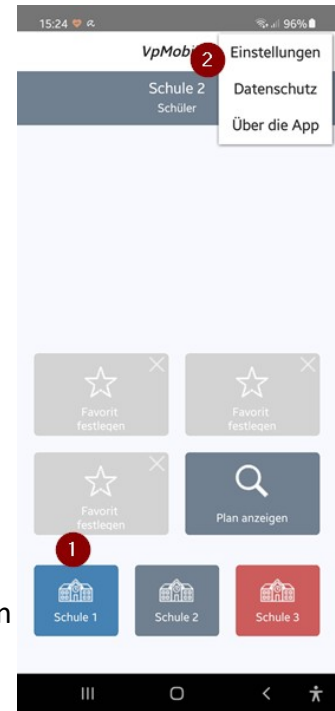 15:24
96%
VpMobil
2
Einstellungen
Schule 2
Datenschutz
Schüler
Über die App
Favorit
festlegen
Favorit
festlegen
Favorit
festlegen
Plan anzeigen
1
n
Schule 1
Schule 2
Schule 3